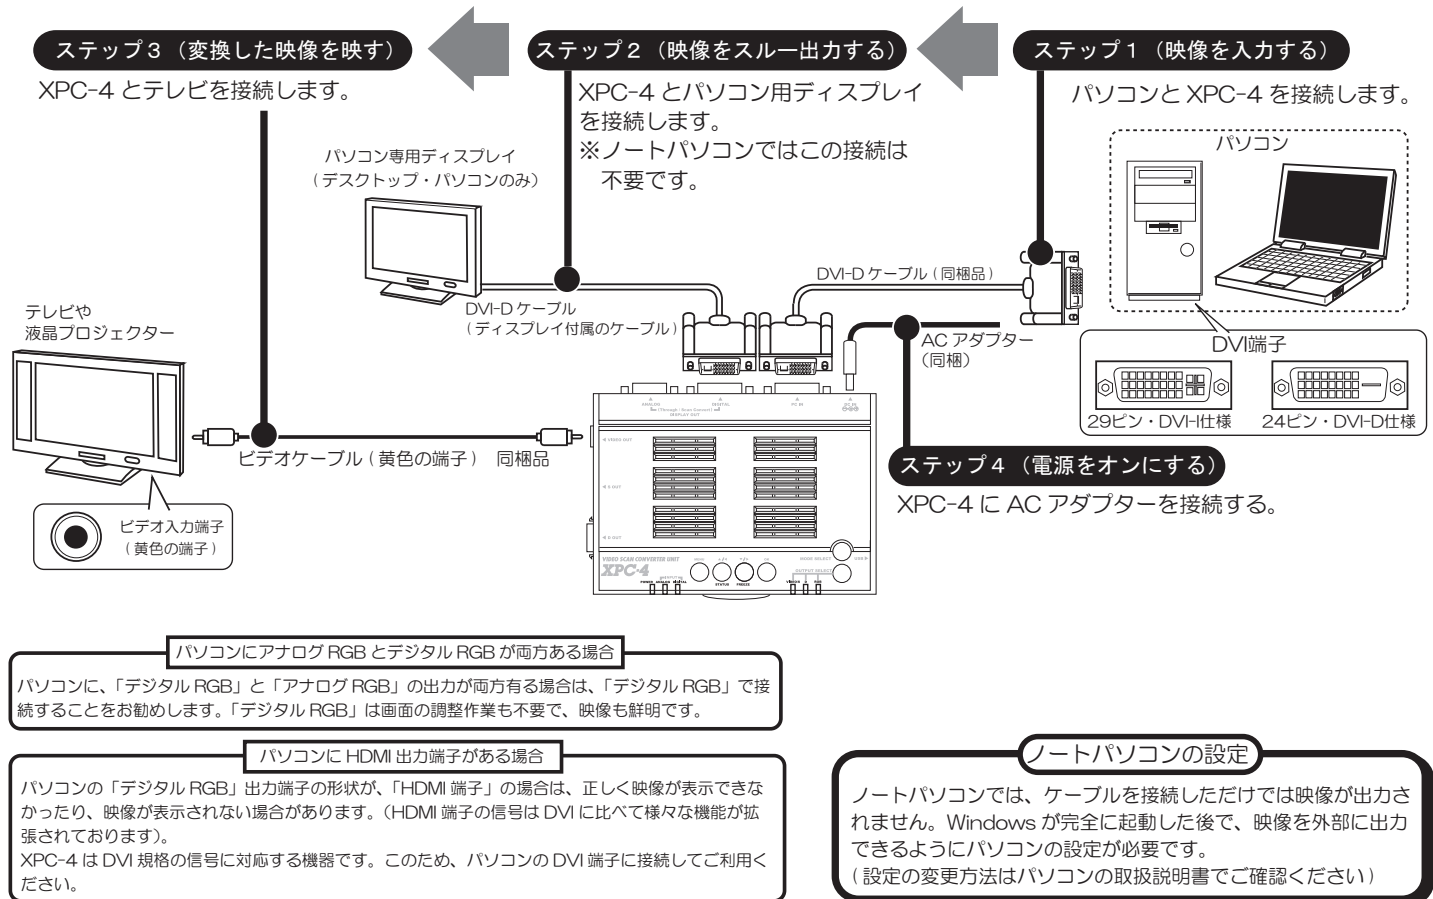 ステップ3（変換した映像を映す）
XPC-4 とテレビを接続します。
ステップ2（映像をスルー出力する）
XPC-4 とパソコン用ディスプレイ
を接続します。
※ノートパソコンではこの接続は
不要です。
ステップ1（映像を入力する）
パソコンと XPC-4 を接続します。
パソコン
パソコン専用ディスプレイ
(デスクトップ・パソコンのみ)
DVI-D ケーブル
(ディスプレイ付属のケーブル)
DVI-D ケーブル(同梱品)
AC アダプター
(同梱)
DVI端子
29ピン・DVI-I仕様
24ピン・DVI-D仕様
テレビや
液晶プロジェクター
ビデオケーブル(黄色の端子) 同梱品
ビデオ入力端子
(黄色の端子)
ステップ4（電源をオンにする）
XPC-4 に AC アダプターを接続する。
ANALOG
DIGITAL
(Through / Scan Convert)
DISPLAY OUT
PC IN
DC IN
VIDEO OUT
S OUT
D OUT
VIDEO SCAN CONVERTER UNIT
XPC-4
POWER ANALOG DIGITAL
STATUS
FREEZE
MODE SELECT
OUTPUT SELECT
USB
VIDEO/S
D
RGB
パソコンにアナログ RGB とデジタル RGB が両方ある場合
パソコンに、「デジタル RGB」と「アナログ RGB」の出力が両方有る場合は、「デジタル RGB」で接
続することをお勧めします。「デジタル RGB」は画面の調整作業も不要で、映像も鮮明です。
パソコンに HDMI 出力端子がある場合
パソコンの「デジタル RGB」出力端子の形状が、「HDMI 端子」の場合は、正しく映像が表示できな
かったり、映像が表示されない場合があります。（HDMI 端子の信号は DVI に比べて様々な機能が拡
張されております）。
XPC-4 は DVI 規格の信号に対応する機器です。このため、パソコンの DVI 端子に接続してご利用く
ださい。
ノートパソコンの設定
ノートパソコンでは、ケーブルを接続しただけでは映像が出力さ
れません。Windows が完全に起動した後で、映像を外部に出力
できるようにパソコンの設定が必要です。
(設定の変更方法はパソコンの取扱説明書でご確認ください)